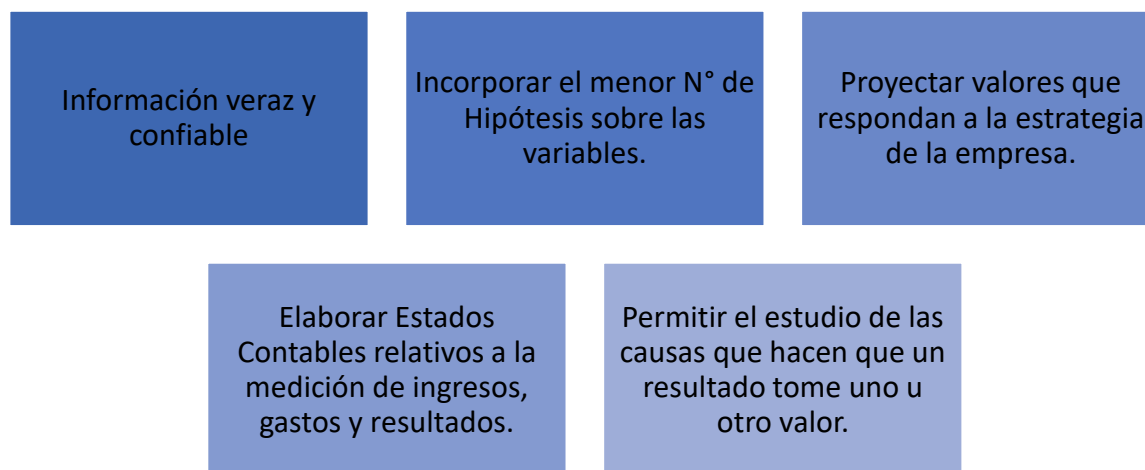 Información veraz y
confiable
Incorporar el menor N° de
Hipótesis sobre las
variables.
Proyectar valores que
respondan a la estrategia
de la empresa.
Elaborar Estados
Contables relativos a la
medición de ingresos,
gastos y resultados.
Permitir el estudio de las
causas que hacen que un
resultado tome uno u
otro valor.